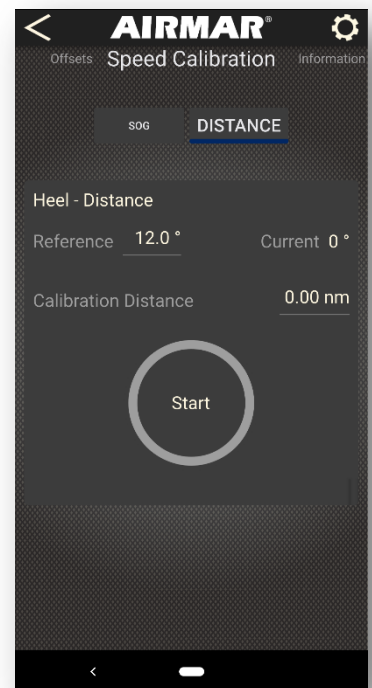 AIRMAR®
Offsets Speed Calibration Information
SOG DISTANCE
Heel - Distance
Reference 12.0 ° Current 0 °
Calibration Distance 0.00 nm
Start